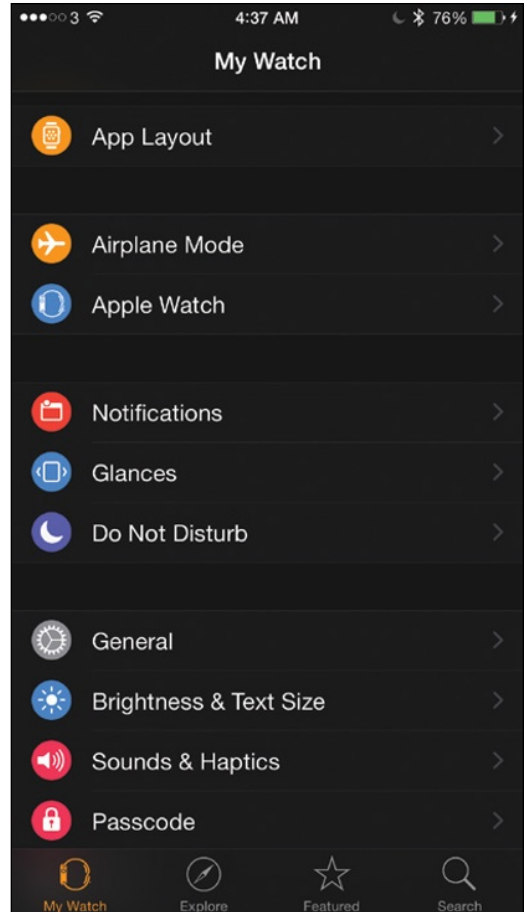 3 4:37 AM 76%
My Watch
App Layout
Airplane Mode
Apple Watch
Notifications
Glances
Do Not Disturb
General
Brightness & Text Size
Sounds & Haptics
Passcode
My Watch Explore Featured Search